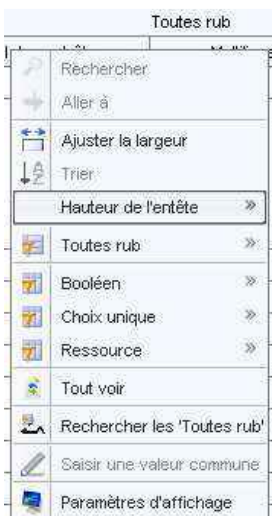 Toutes rub
Rechercher
Aller à
Ajuster la largeur
Trier
Hauteur de l'entête »
Toutes rub »
Booléen »
Choix unique »
Ressource »
Tout voir
Rechercher les 'Toutes rub'
Saisir une valeur commune
Paramètres d'affichage